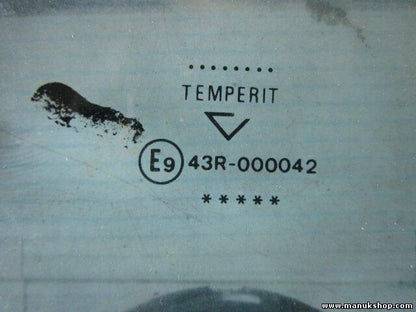 ........
TEMPERIT
E9 43R-000042
*****
www.manukshop.com